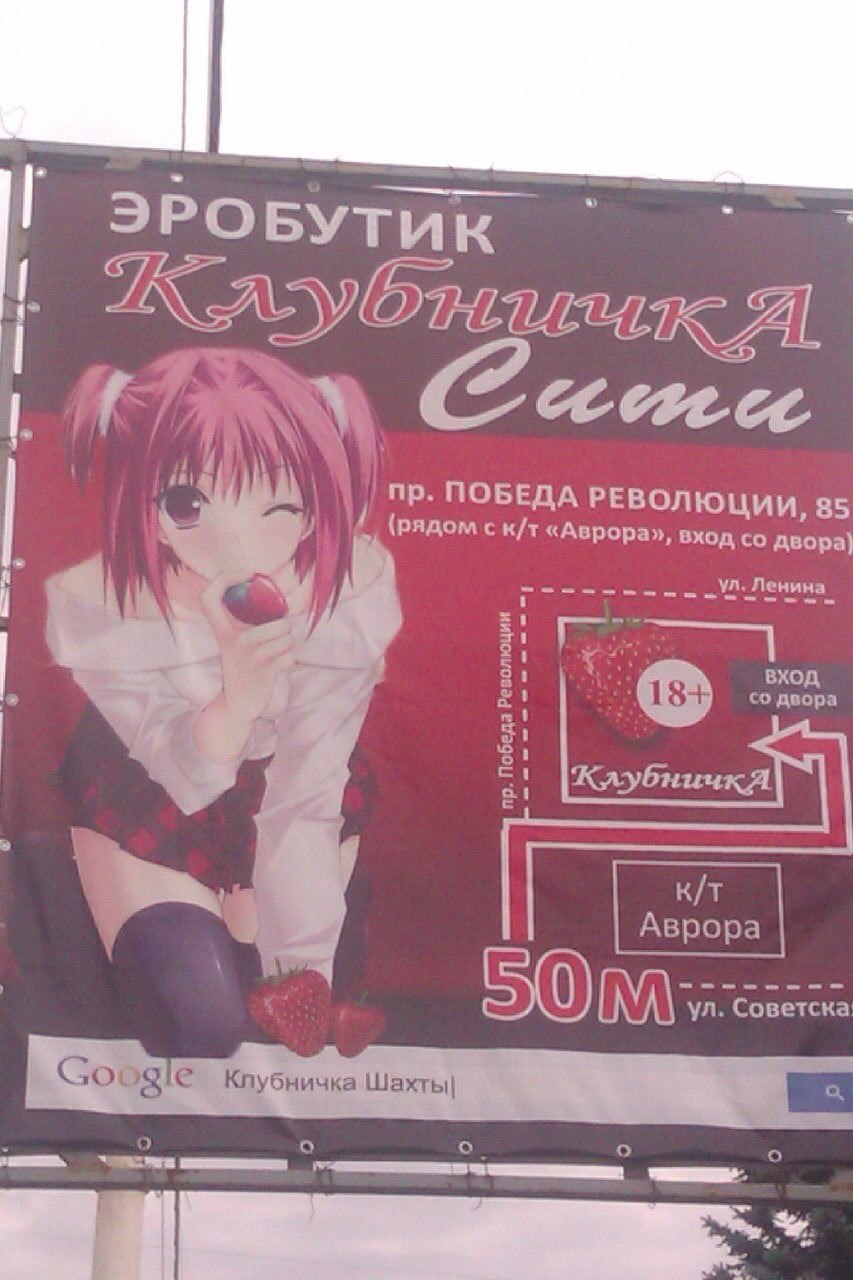 ЭРОБУТИК
КлубничкА
Сити
пр. ПОБЕДА РЕВОЛЮЦИИ, 85
(рядом с к/т «Аврора», вход со двора)
ул. Ленина
пр. Победа Революции
18+
ВХОД
со двора
КлубничкА
к/т
Аврора
50м
ул. Советская
Google Клубничка Шахты|